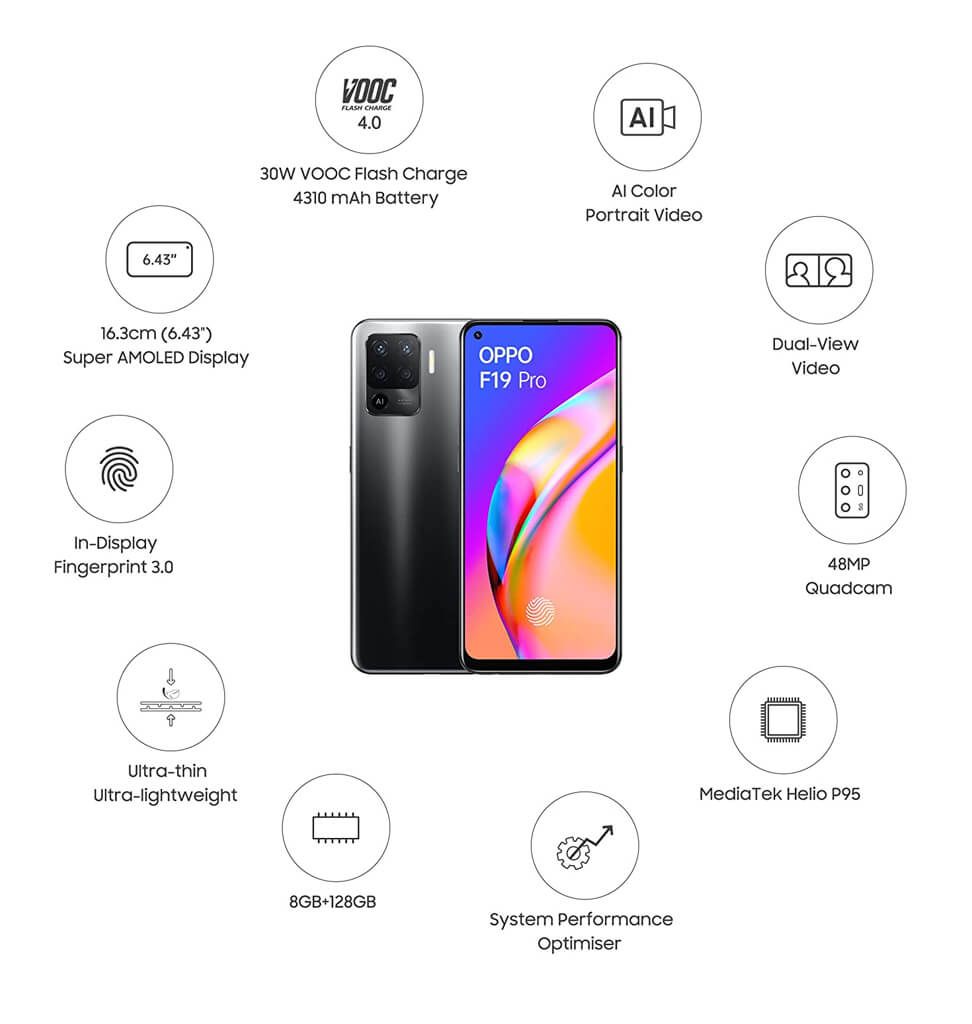 VOOC
FLASH CHARGE
4.0
30W VOOC Flash Charge
4310 mAh Battery
AI
AI Color
Portrait Video
6.43"
16.3cm (6.43")
Super AMOLED Display
Dual-View
Video
OPPO
F19 Pro
AI
In-Display
Fingerprint 3.0
48MP
Quadcam
Ultra-thin
Ultra-lightweight
MediaTek Helio P95
8GB+128GB
System Performance
Optimiser